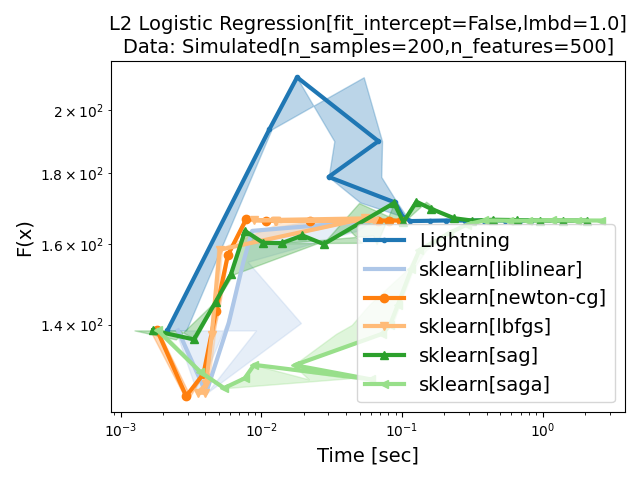 L2 Logistic Regression[fit_intercept=False,lmbd=1.0]
Data: Simulated[n_samples=200,n_features=500]
F(x)
2 × 10²
1.8 × 10²
1.6 × 10²
1.4 × 10²
Lightning
sklearn[liblinear]
sklearn[newton-cg]
sklearn[lbfgs]
sklearn[sag]
sklearn[saga]
10⁻³ 10⁻² 10⁻¹ 10⁰
Time [sec]